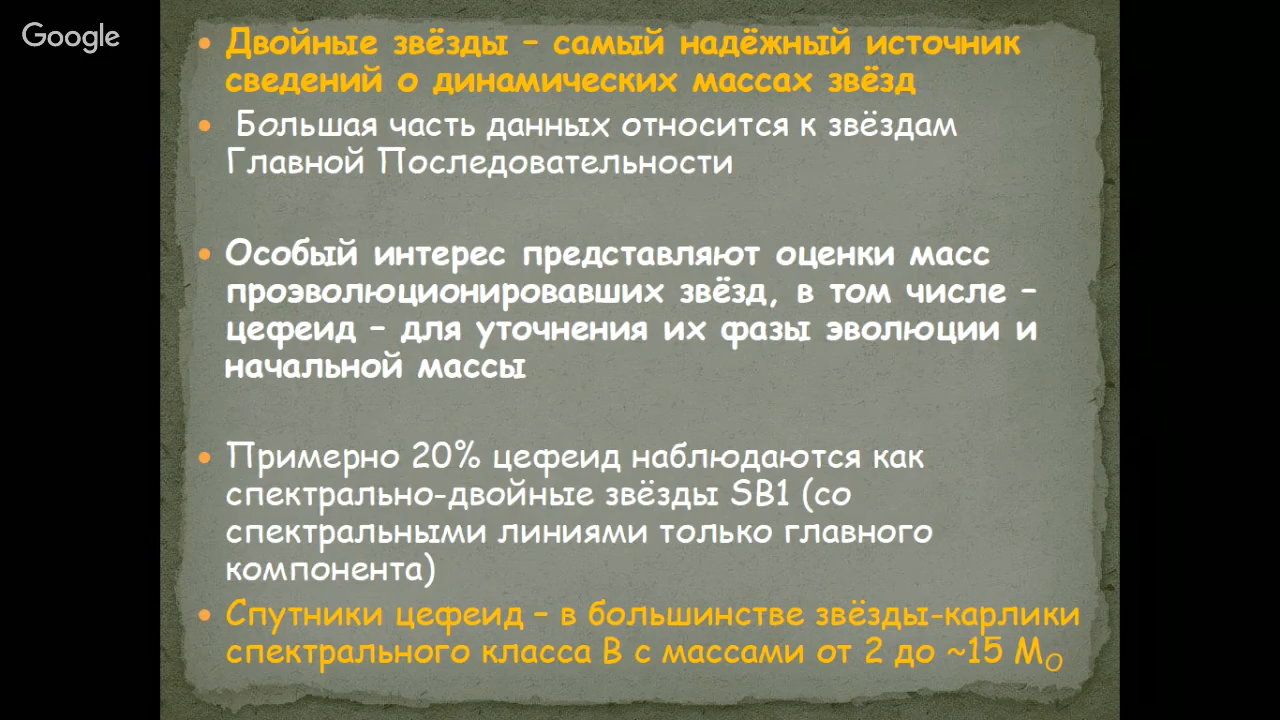 Google
• Двойные звёзды – самый надёжный источник
сведений о динамических массах звёзд
• Большая часть данных относится к звёздам
Главной Последовательности
• Особый интерес представляют оценки масс
проэволюционировавших звёзд, в том числе –
цефеид – для уточнения их фазы эволюции и
начальной массы
• Примерно 20% цефеид наблюдаются как
спектрально-двойные звёзды SB1 (со
спектральными линиями только главного
компонента)
• Спутники цефеид – в большинстве звёзды-карлики
спектрального класса B с массами от 2 до ~15 M_O